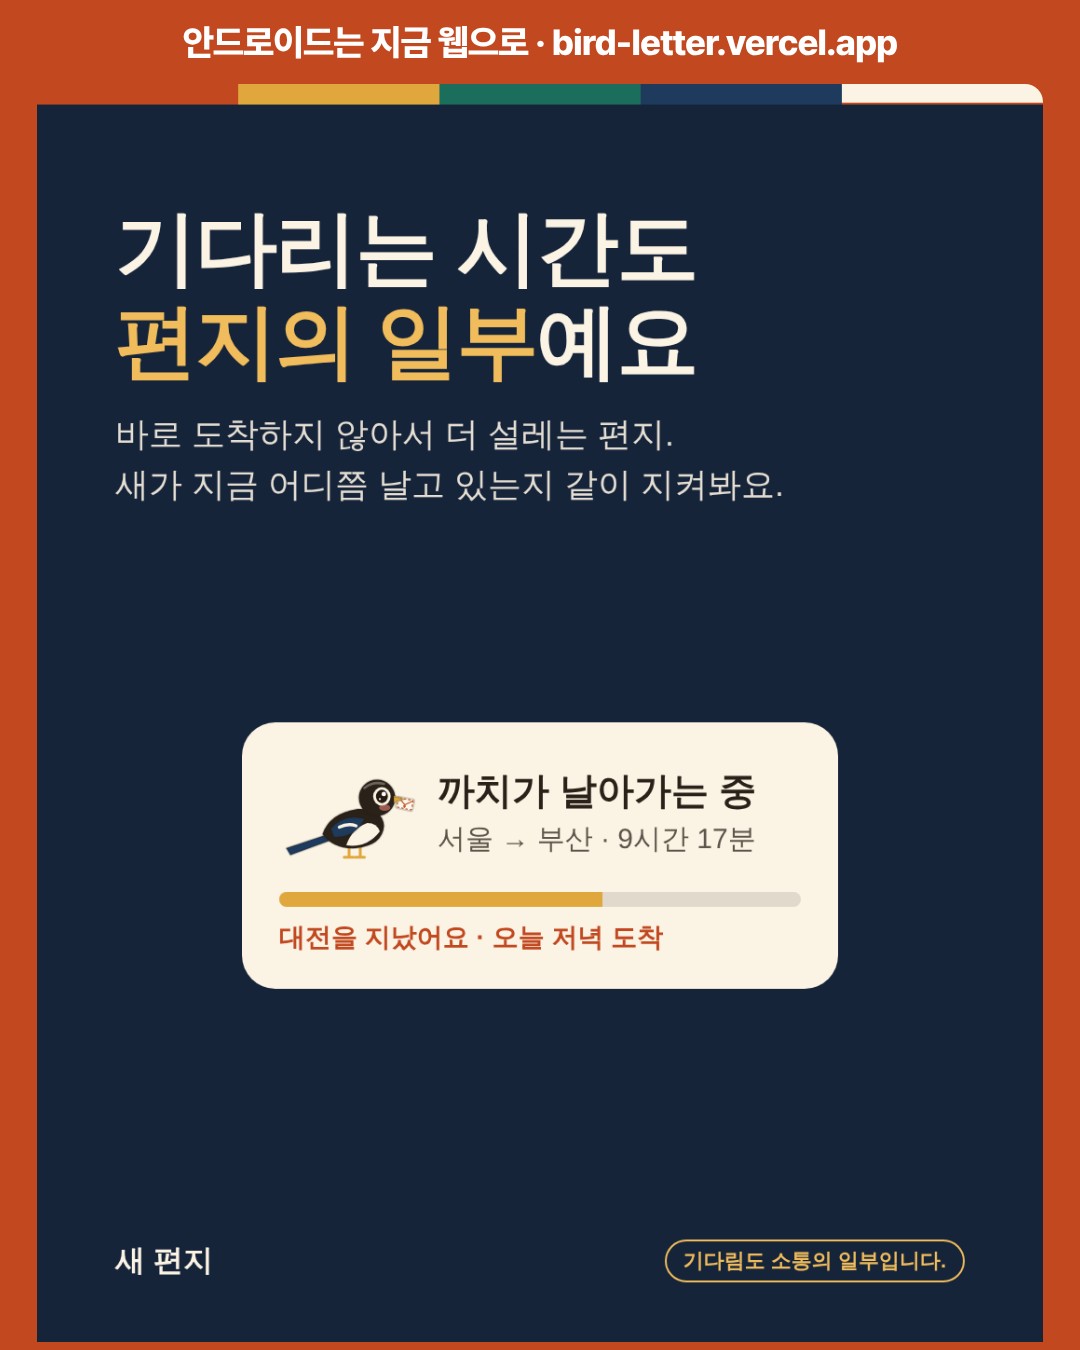 안드로이드는 지금 웹으로 · bird-letter.vercel.app
기다리는 시간도
편지의 일부예요
바로 도착하지 않아서 더 설레는 편지.
새가 지금 어디쯤 날고 있는지 같이 지켜봐요.
까치가 날아가는 중
서울 → 부산 · 9시간 17분
대전을 지났어요 · 오늘 저녁 도착
새 편지
기다림도 소통의 일부입니다.